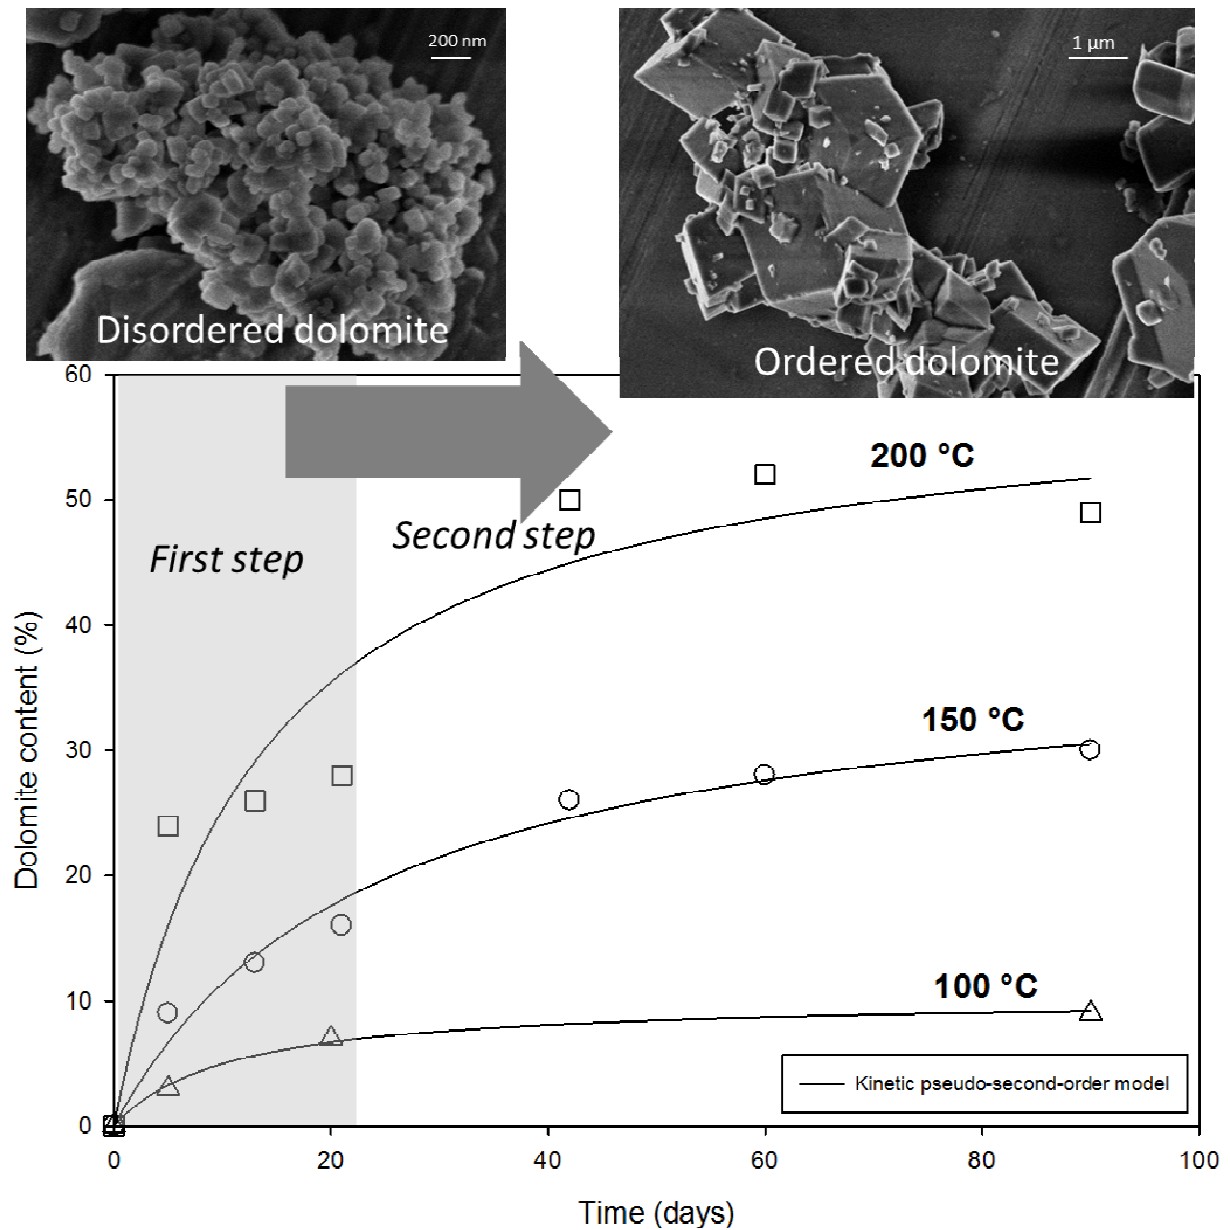 200 nm
1 µm
Disordered dolomite
Ordered dolomite
60
200 °C
50
Second step
First step
40
Dolomite content (%)
150 °C
30
20
100 °C
10
Kinetic pseudo-second-order model
0
0 20 40 60 80 100
Time (days)